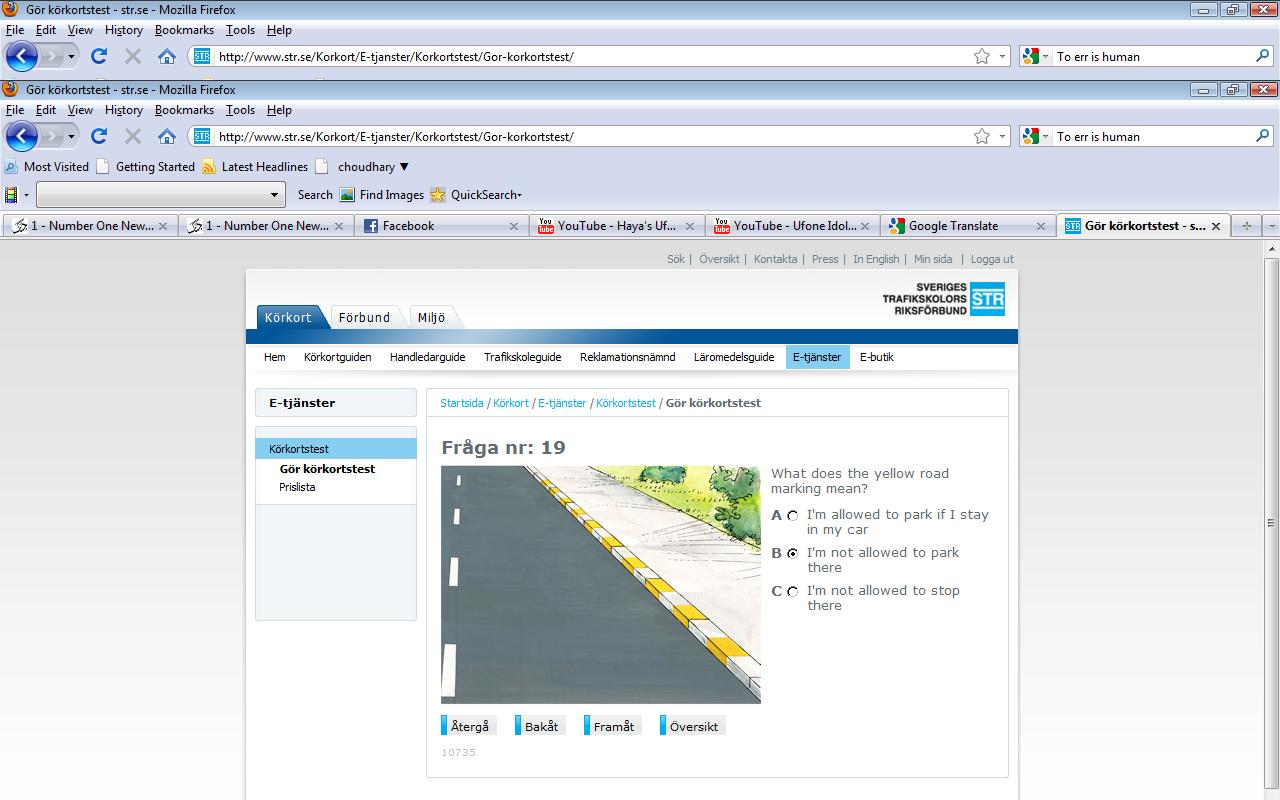 Gör körkortstest - str.se - Mozilla Firefox
File Edit View History Bookmarks Tools Help
http://www.str.se/Korkort/E-tjanster/Korkortstest/Gor-korkortstest/ To err is human
Gör körkortstest - str.se - Mozilla Firefox
File Edit View History Bookmarks Tools Help
STR http://www.str.se/Korkort/E-tjanster/Korkortstest/Gor-korkortstest/ To err is human
Most Visited Getting Started Latest Headlines choudhary
Search Find Images QuickSearch
1 - Number One New... 1 - Number One New... Facebook YouTube - Haya's Uf... YouTube - Ufone Idol... Google Translate Gör körkortstest - s...
Sök | Översikt | Kontakta | Press | In English | Min sida | Logga ut
SVERIGES
TRAFIKSKOLORS
RIKSFÖRBUND
STR
Körkort Förbund Miljö
Hem Körkortguiden Handledarguide Trafikskoleguide Reklamationsnämnd Läromedelsguide E-tjänster E-butik
E-tjänster
Körkortstest
Gör körkortstest
Prislista
Startsida / Körkort / E-tjänster / Körkortstest / Gör körkortstest
Fråga nr: 19
What does the yellow road
marking mean?
A I'm allowed to park if I stay
in my car
B I'm not allowed to park
there
C I'm not allowed to stop
there
Återgå Bakåt Framåt Översikt
10735